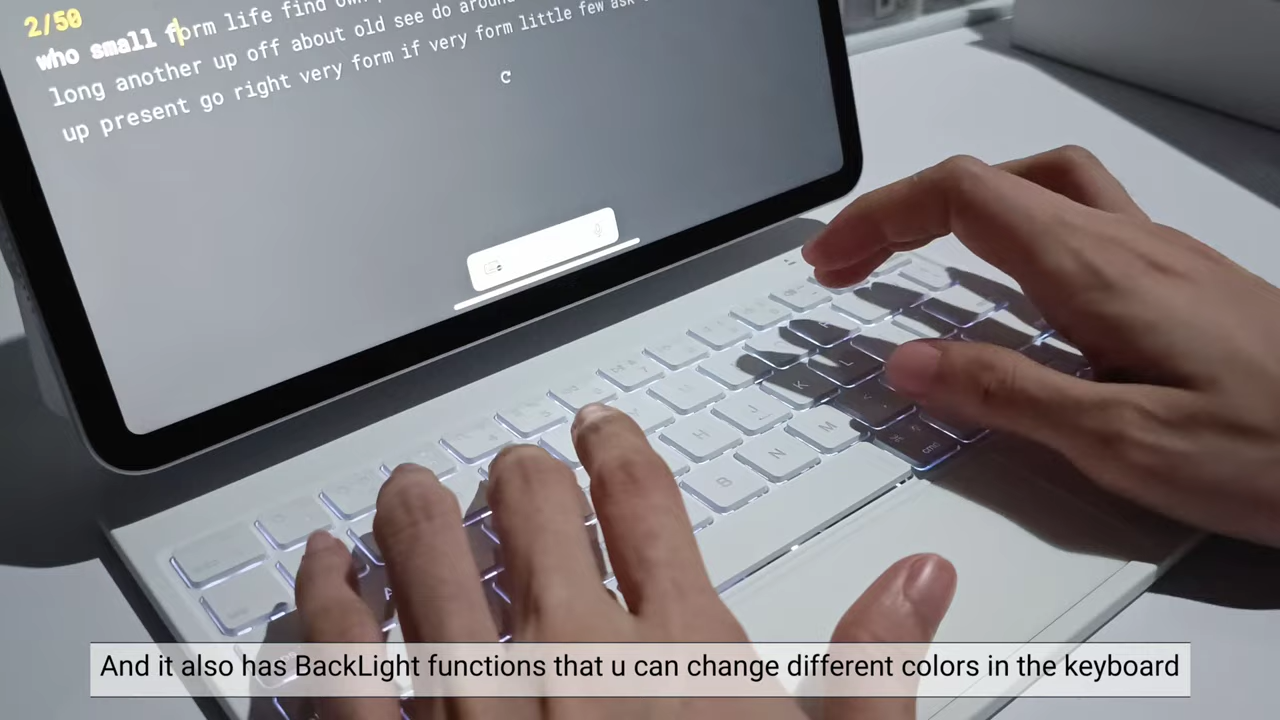 2/50
who small form life find own
long another up off about old see do around
up present go right very form if very form little few ask
K L
H J M
B N
ctrl
And it also has BackLight functions that u can change different colors in the keyboard